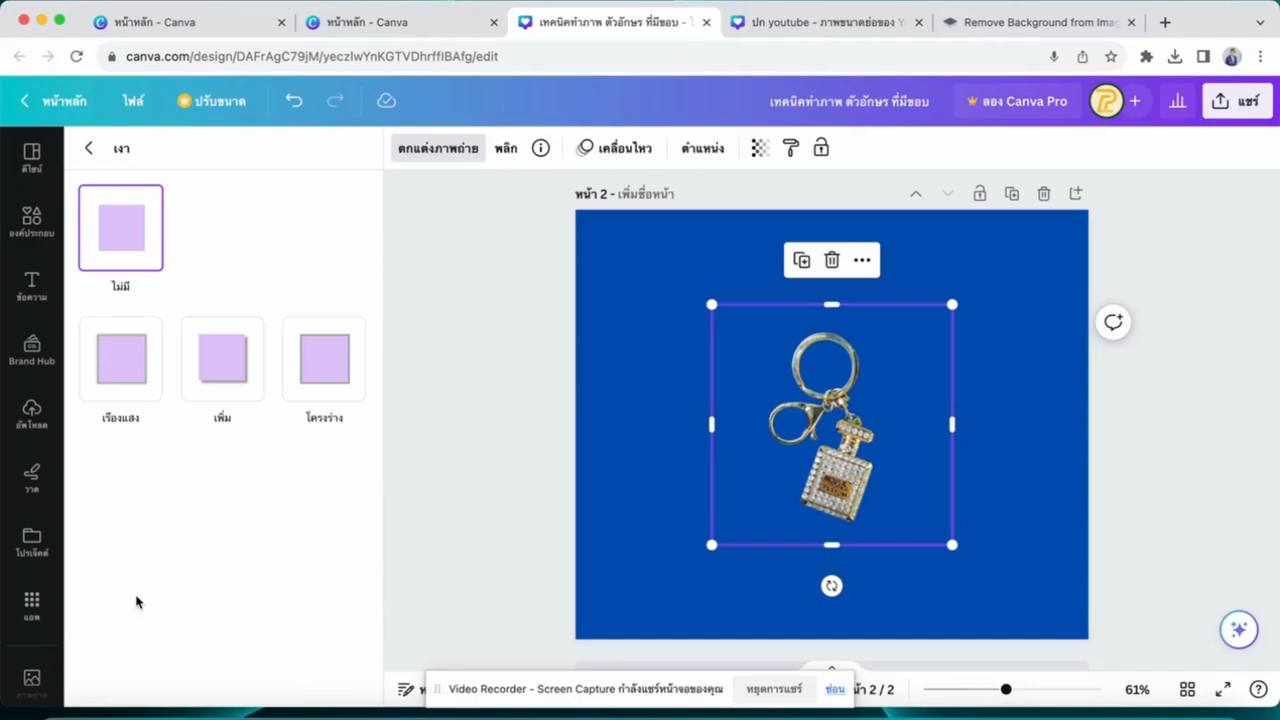 หน้าหลัก - Canva
หน้าหลัก - Canva
เทคนิคทำภาพ ตัวอักษร ที่มีขอบ -
ปก youtube - ภาพขนาดย่อของ
Remove Background from Imag
canva.com/design/DAFrAgC79jM/yeczlwYnKGTVDhrfflBAfg/edit
หน้าหลัก
ไฟล์
ปรับขนาด
เทคนิคทำภาพ ตัวอักษร ที่มีขอบ
ลอง Canva Pro
แชร์
ดีไซน์
องค์ประกอบ
ข้อความ
Brand Hub
อัพโหลด
วาด
โปรเจ็คต์
แอพ
เงา
ไม่มี
เรืองแสง
เพิ่ม
โครงร่าง
ตกแต่งภาพถ่าย
พลิก
เคลื่อนไหว
ตำแหน่ง
หน้า 2 - เพิ่มชื่อหน้า
Video Recorder - Screen Capture กำลังแชร์หน้าจอของคุณ
หยุดการแชร์
ซ่อน
2 / 2
61%